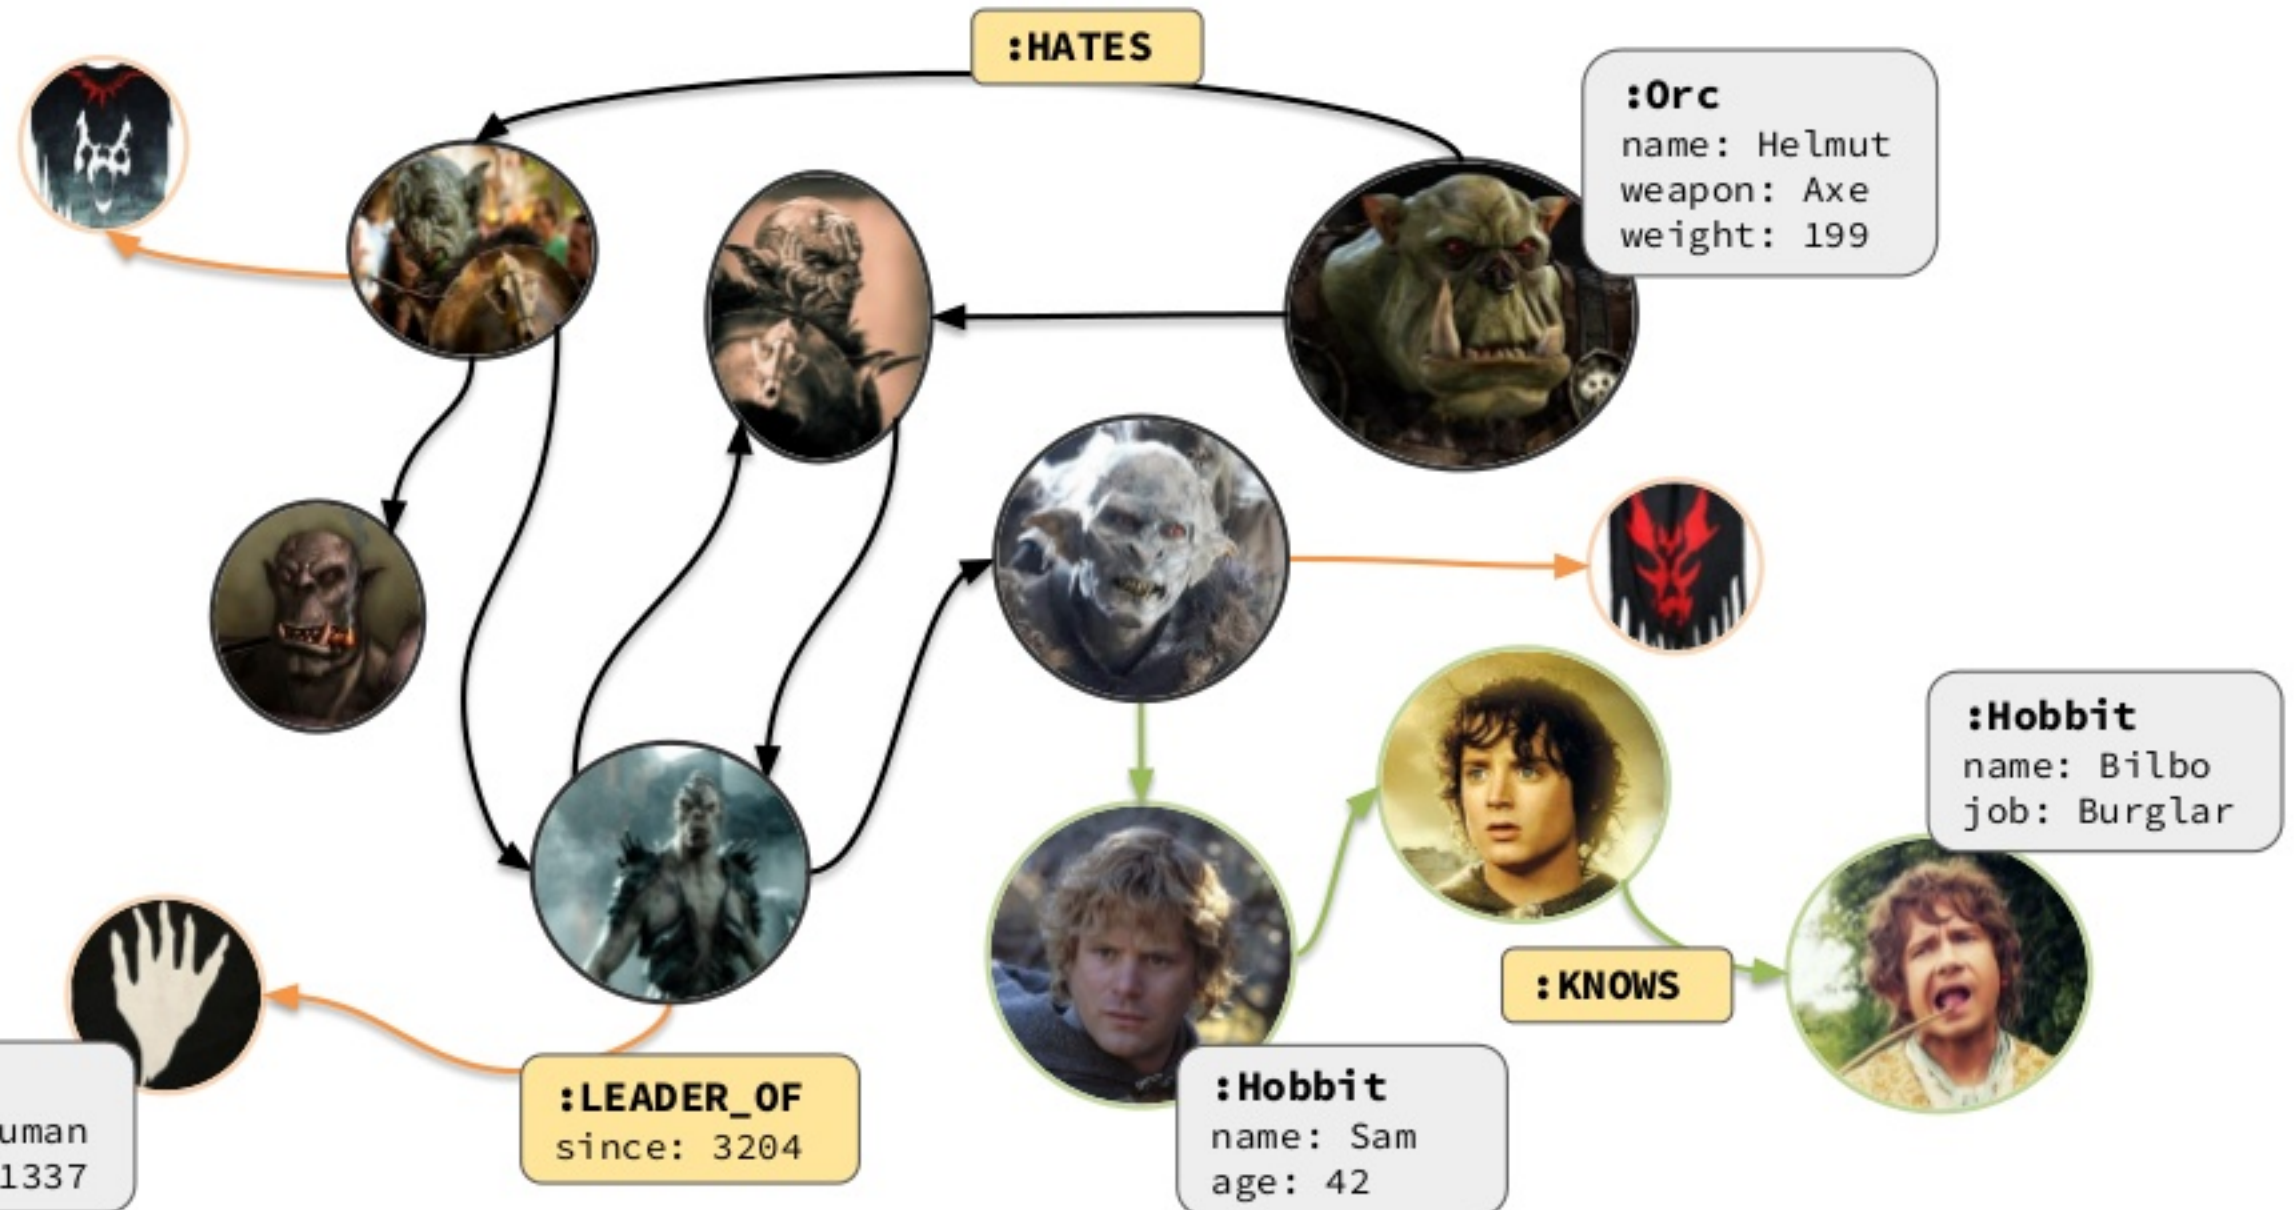 :HATES
:Orc
name: Helmut
weapon: Axe
weight: 199
:Hobbit
name: Bilbo
job: Burglar
:KNOWS
:LEADER_OF
since: 3204
:Hobbit
name: Sam
age: 42
uman
1337